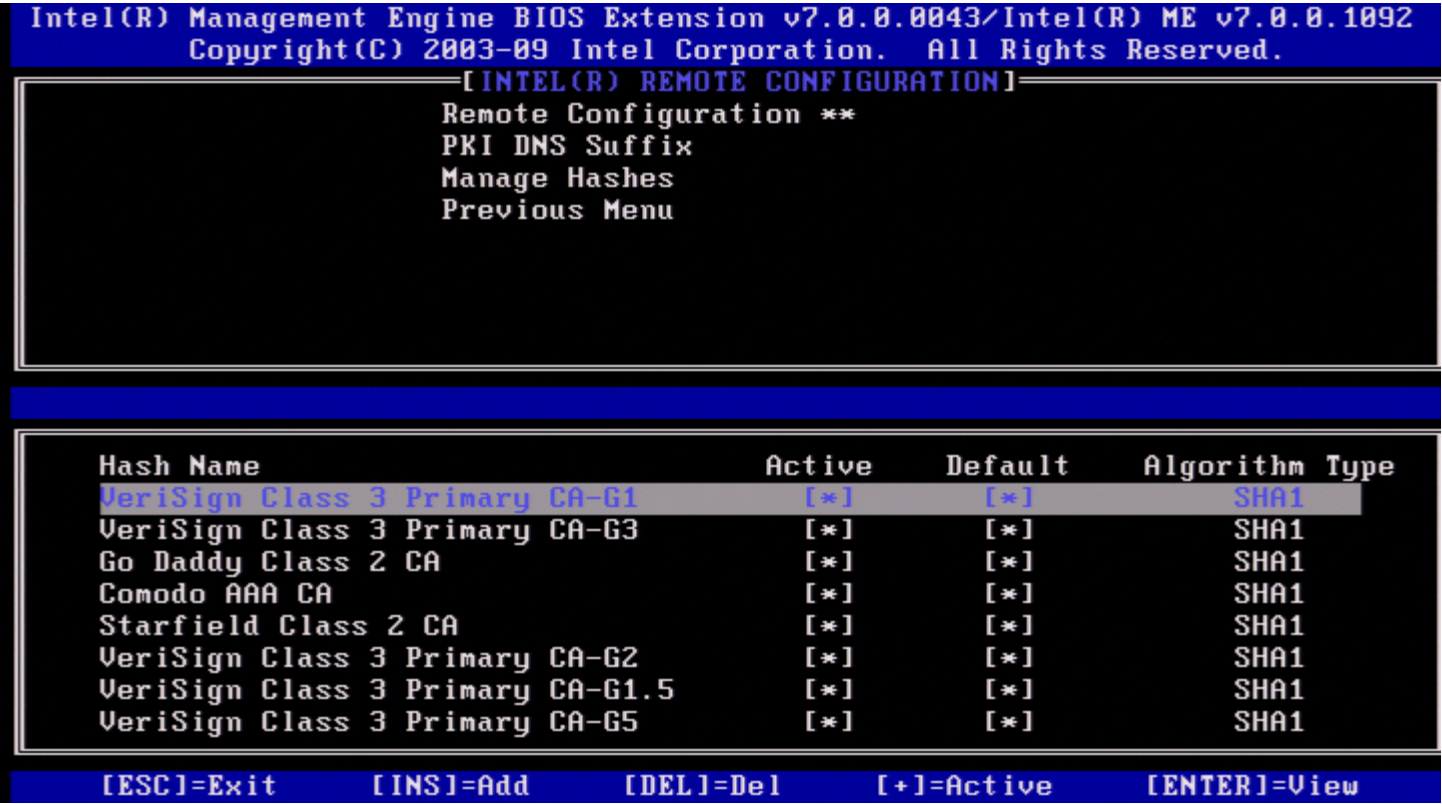 Intel(R) Management Engine BIOS Extension v7.0.0.0043/Intel(R) ME v7.0.0.1092
Copyright(C) 2003-09 Intel Corporation. All Rights Reserved.
[INTEL(R) REMOTE CONFIGURATION]
Remote Configuration **
PKI DNS Suffix
Manage Hashes
Previous Menu
Hash Name Active Default Algorithm Type
VeriSign Class 3 Primary CA-G1 [*] [*] SHA1
VeriSign Class 3 Primary CA-G3 [*] [*] SHA1
Go Daddy Class 2 CA [*] [*] SHA1
Comodo AAA CA [*] [*] SHA1
Starfield Class 2 CA [*] [*] SHA1
VeriSign Class 3 Primary CA-G2 [*] [*] SHA1
VeriSign Class 3 Primary CA-G1.5 [*] [*] SHA1
VeriSign Class 3 Primary CA-G5 [*] [*] SHA1
[ESC]=Exit [INS]=Add [DEL]=Del [+]=Active [ENTER]=View